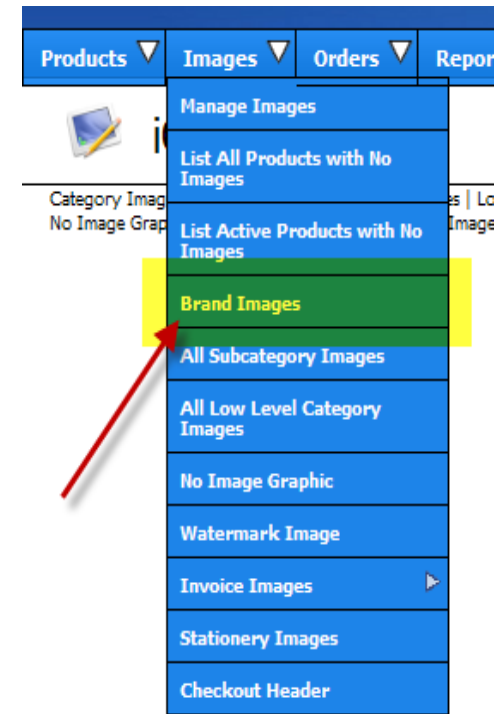 Products Images Orders Repor
Manage Images
List All Products with No
Images
Category Imag
No Image Grap
List Active Products with No
Images
Image
Brand Images
All Subcategory Images
All Low Level Category
Images
No Image Graphic
Watermark Image
Invoice Images
Stationery Images
Checkout Header